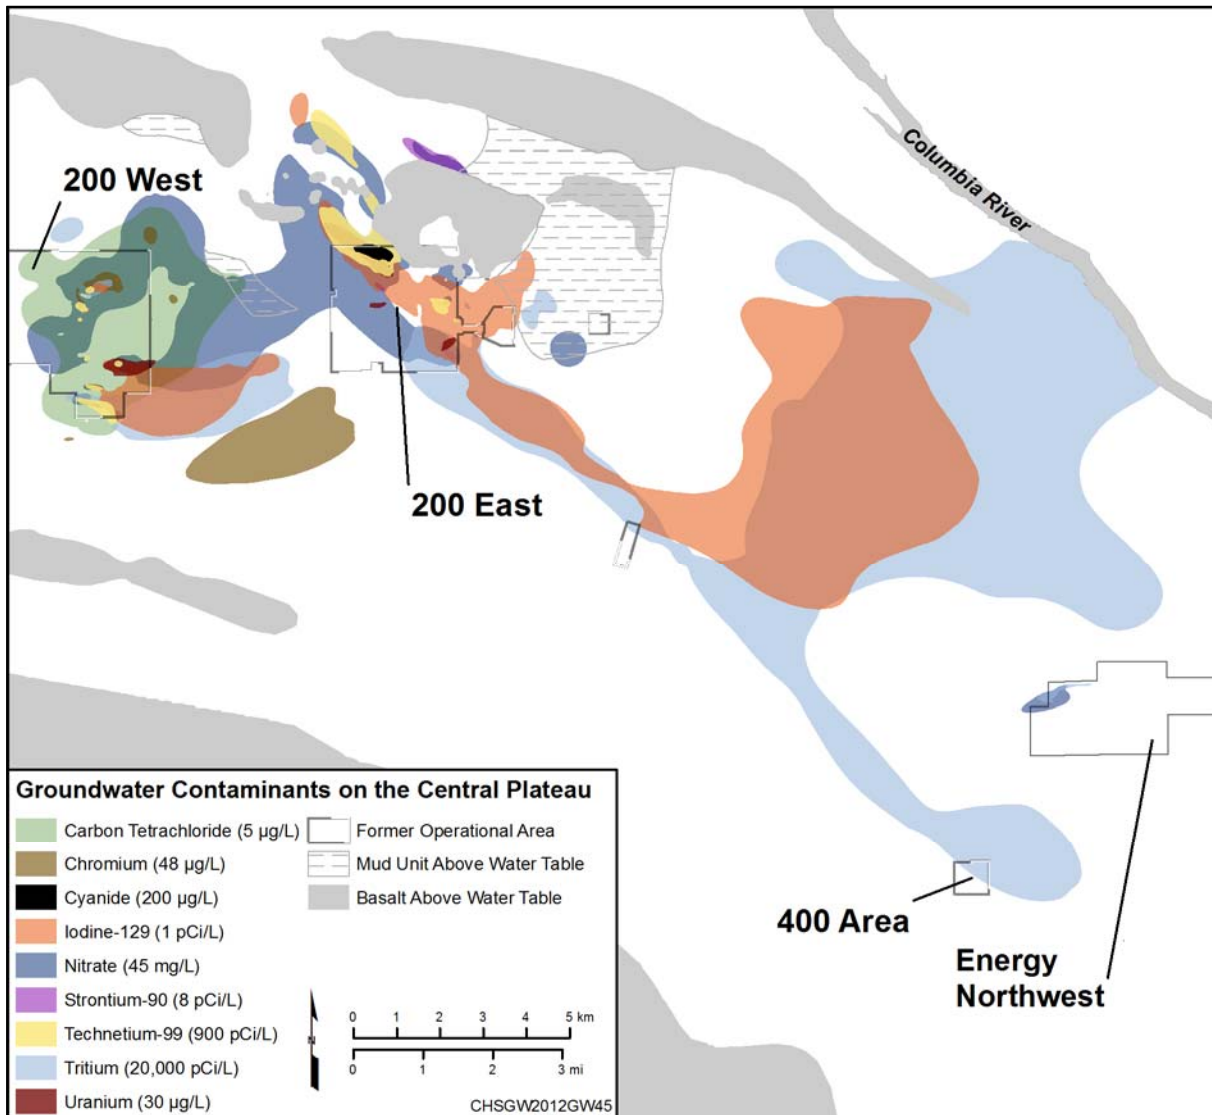 Columbia River
200 West
200 East
400 Area
Energy
Northwest
Groundwater Contaminants on the Central Plateau
Carbon Tetrachloride (5 µg/L)
Chromium (48 µg/L)
Cyanide (200 µg/L)
Iodine-129 (1 pCi/L)
Nitrate (45 mg/L)
Strontium-90 (8 pCi/L)
Technetium-99 (900 pCi/L)
Tritium (20,000 pCi/L)
Uranium (30 µg/L)
Former Operational Area
Mud Unit Above Water Table
Basalt Above Water Table
N
0 1 2 3 4 5 km
0 1 2 3 mi
CHSGW2012GW45